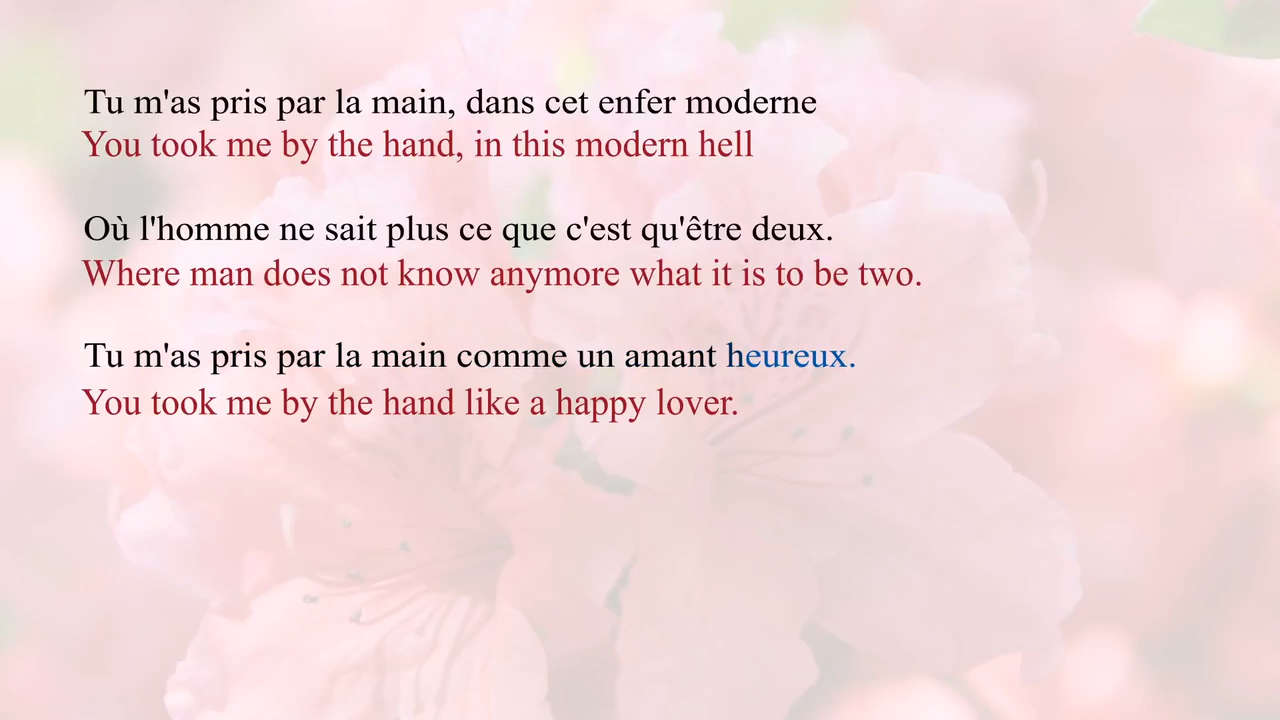 Tu m'as pris par la main, dans cet enfer moderne
You took me by the hand, in this modern hell
Où l'homme ne sait plus ce que c'est qu'être deux.
Where man does not know anymore what it is to be two.
Tu m'as pris par la main comme un amant heureux.
You took me by the hand like a happy lover.